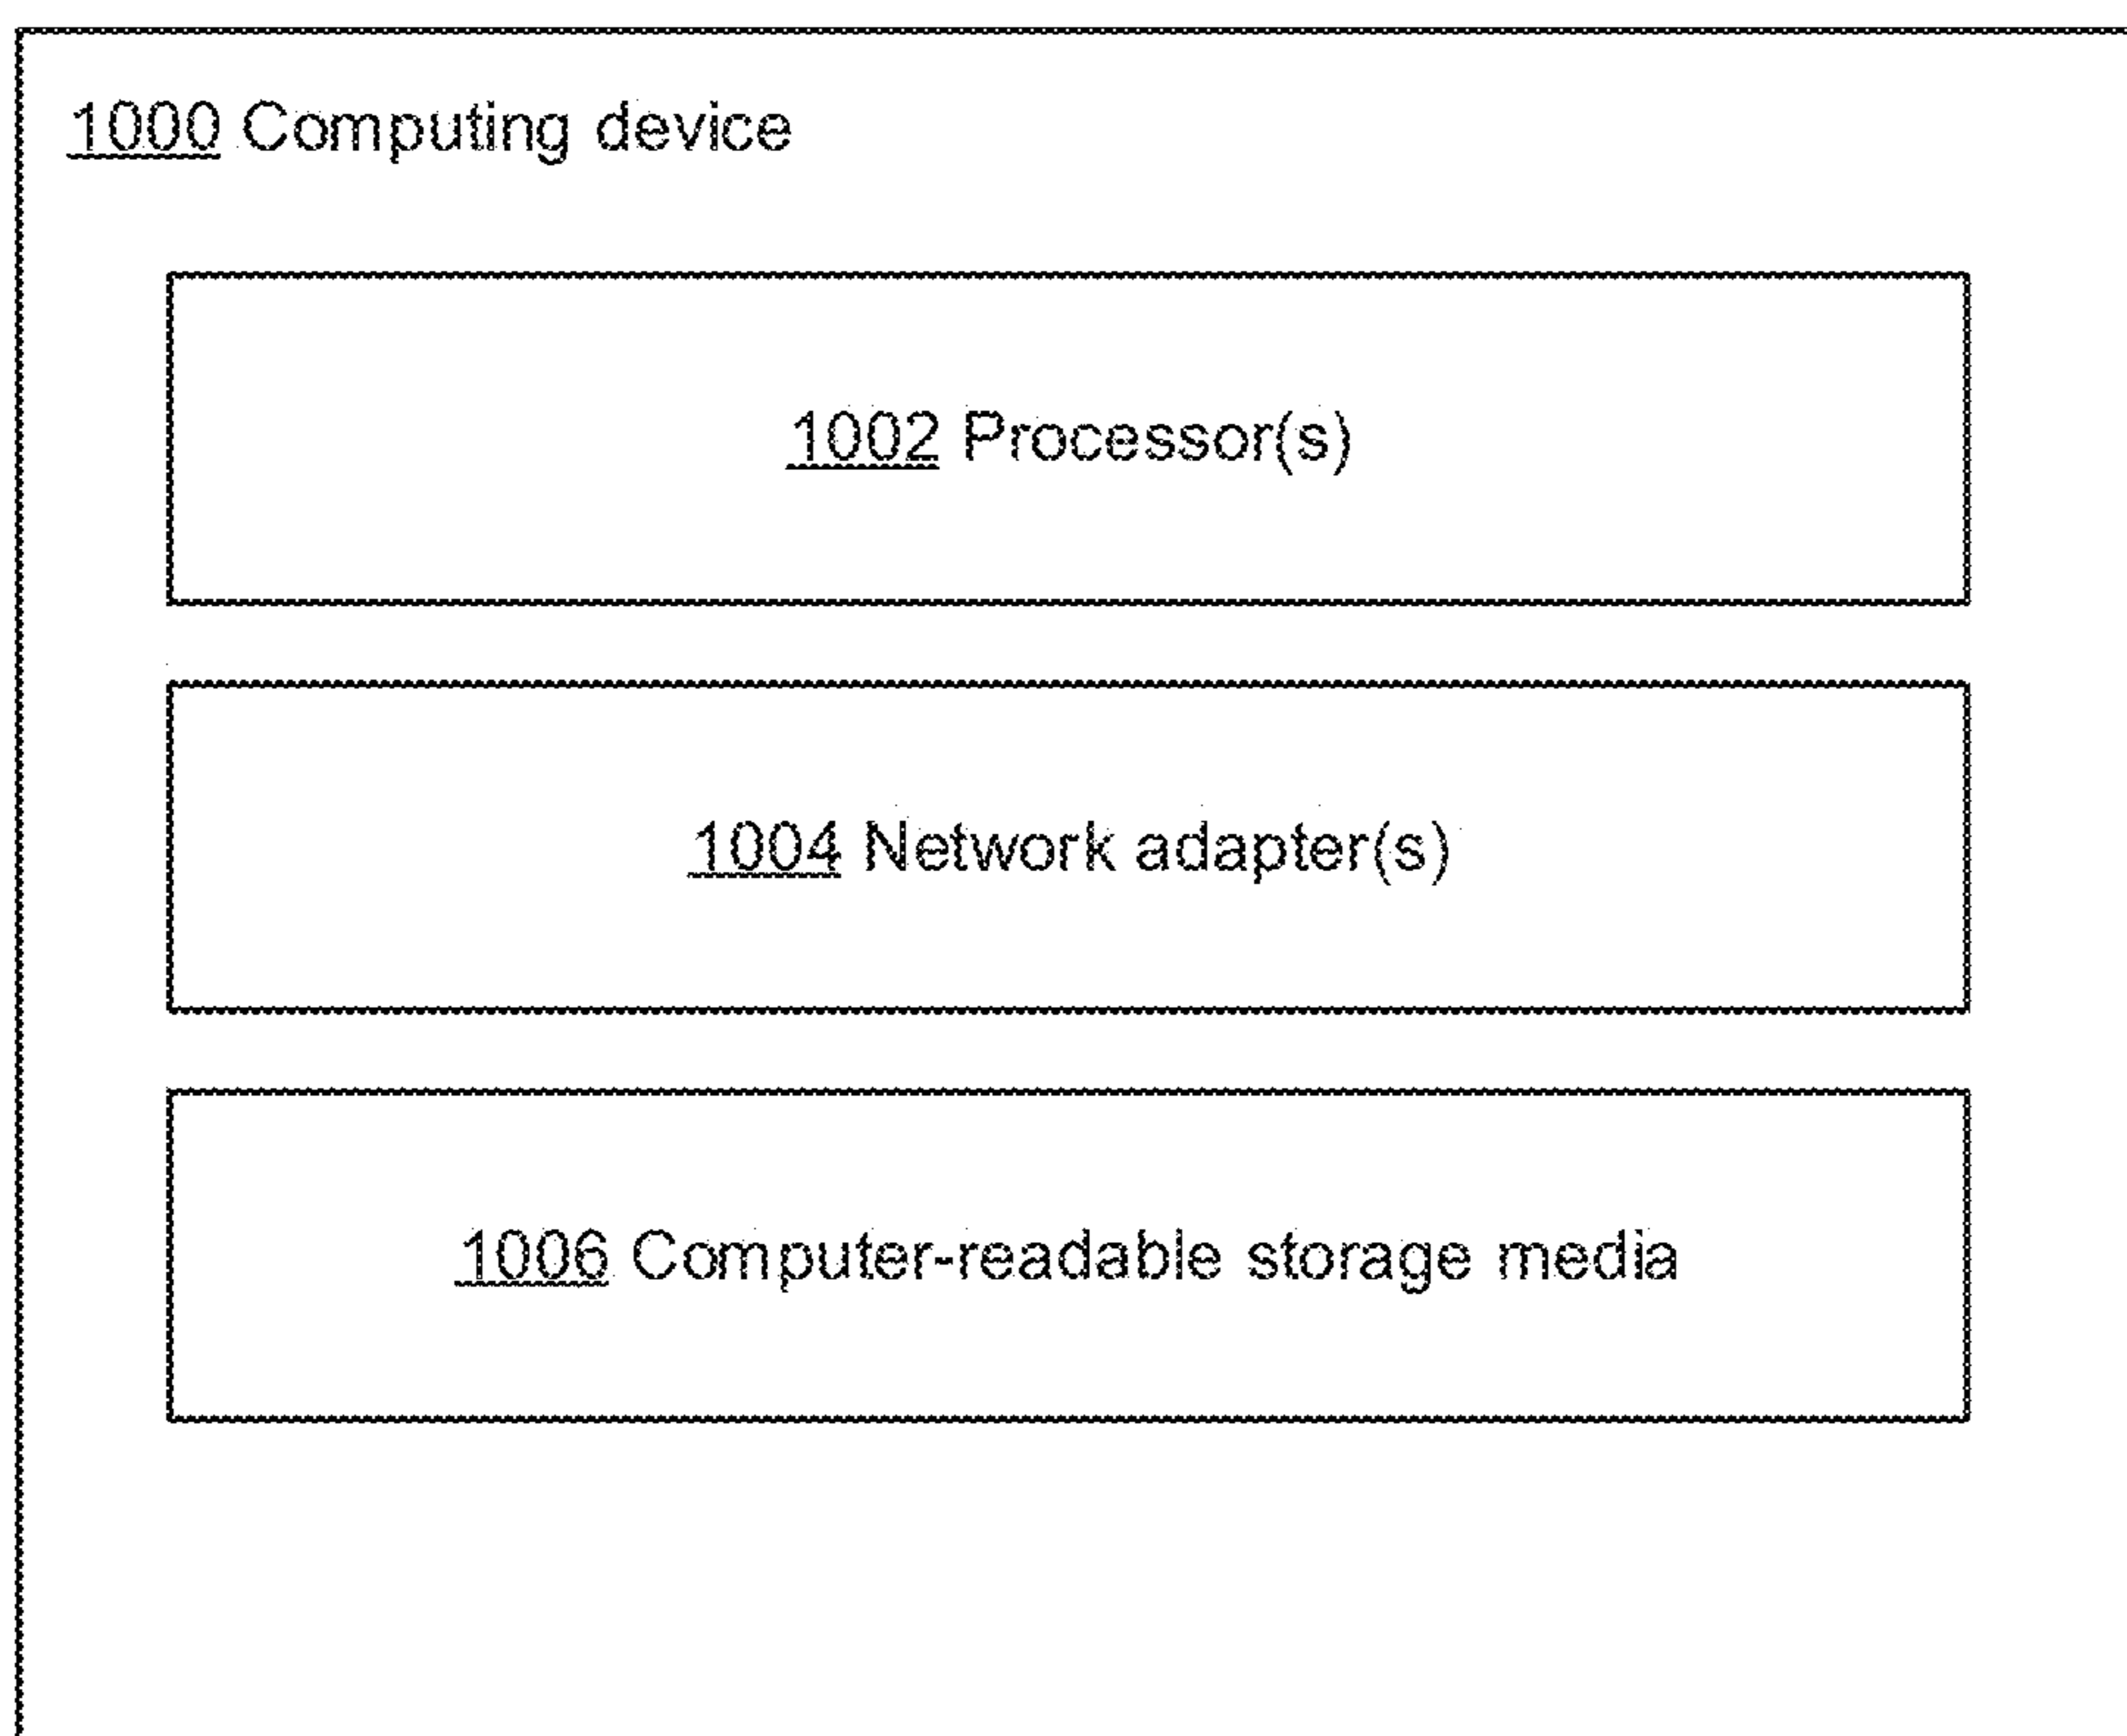 1000 Computing device
1002 Processor(s)
1004 Network adapter(s)
1006 Computer-readable storage media